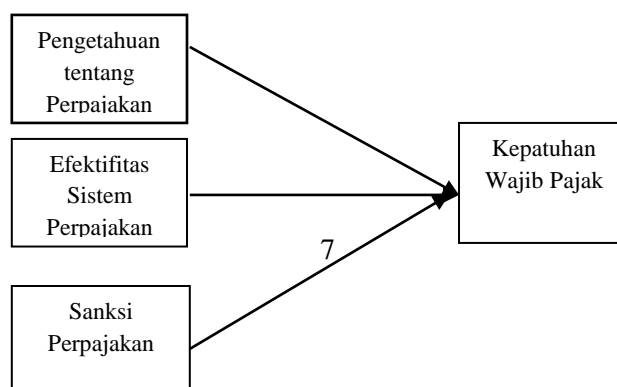 Pengetahuan
tentang
Perpajakan
Efektifitas
Sistem
Perpajakan
Kepatuhan
Wajib Pajak
7
Sanksi
Perpajakan